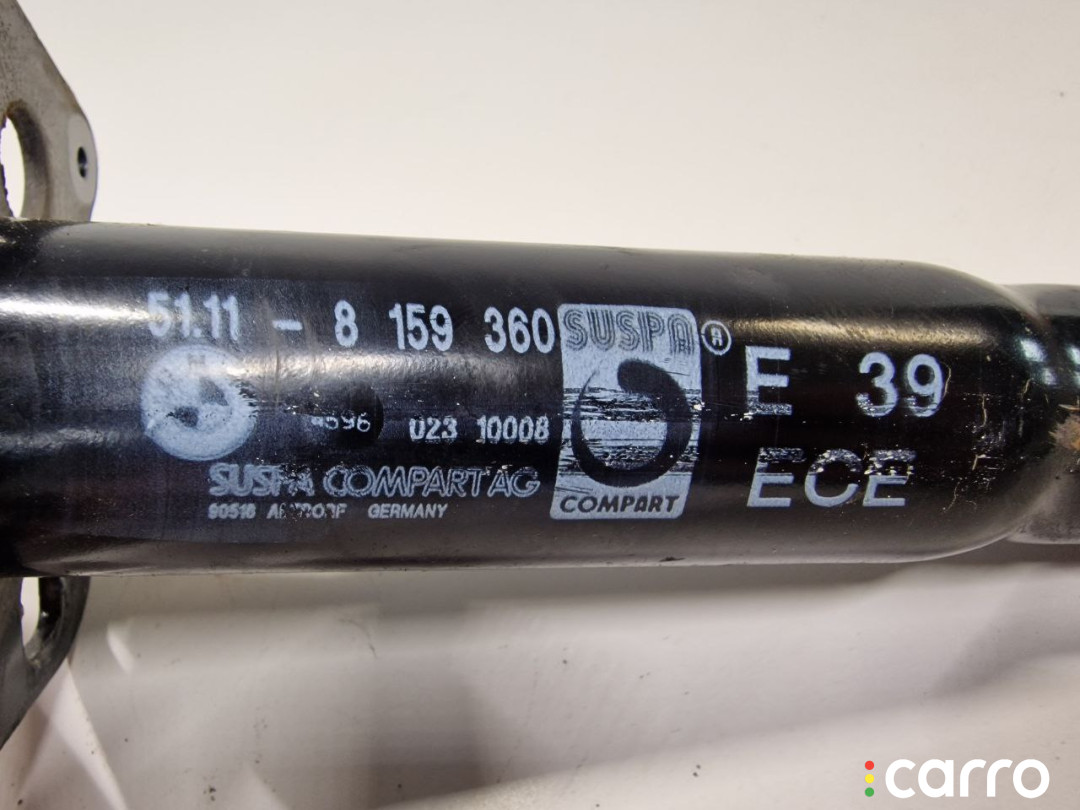 51.11 - 8 159 360
SUSPA ®
COMPART
E 39
ECE
023 10008
SUSPA COMPART AG
GERMANY
carro